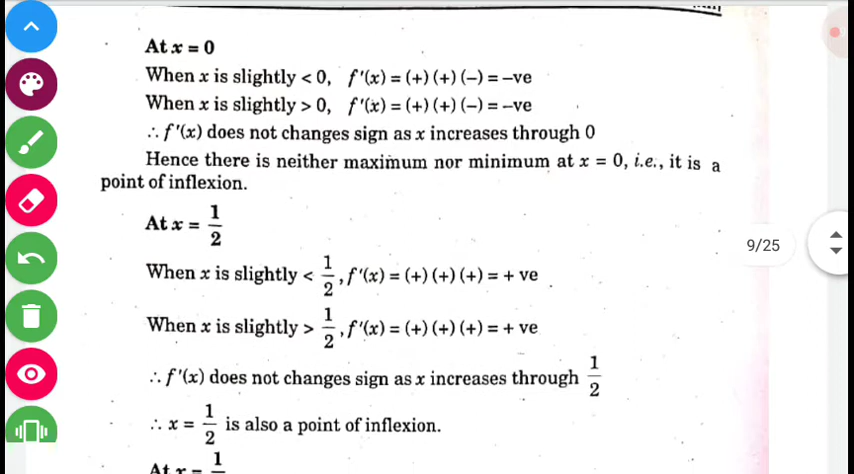 At x = 0
When x is slightly < 0, f'(x) = (+) (+) (–) = –ve
When x is slightly > 0, f'(x) = (+) (+) (–) = –ve
∴ f'(x) does not changes sign as x increases through 0
Hence there is neither maximum nor minimum at x = 0, i.e., it is a
point of inflexion.
At x = 1/2
9/25
When x is slightly < 1/2, f'(x) = (+) (+) (+) = + ve
When x is slightly > 1/2, f'(x) = (+) (+) (+) = + ve
∴ f'(x) does not changes sign as x increases through 1/2
∴ x = 1/2 is also a point of inflexion.
At x = 1